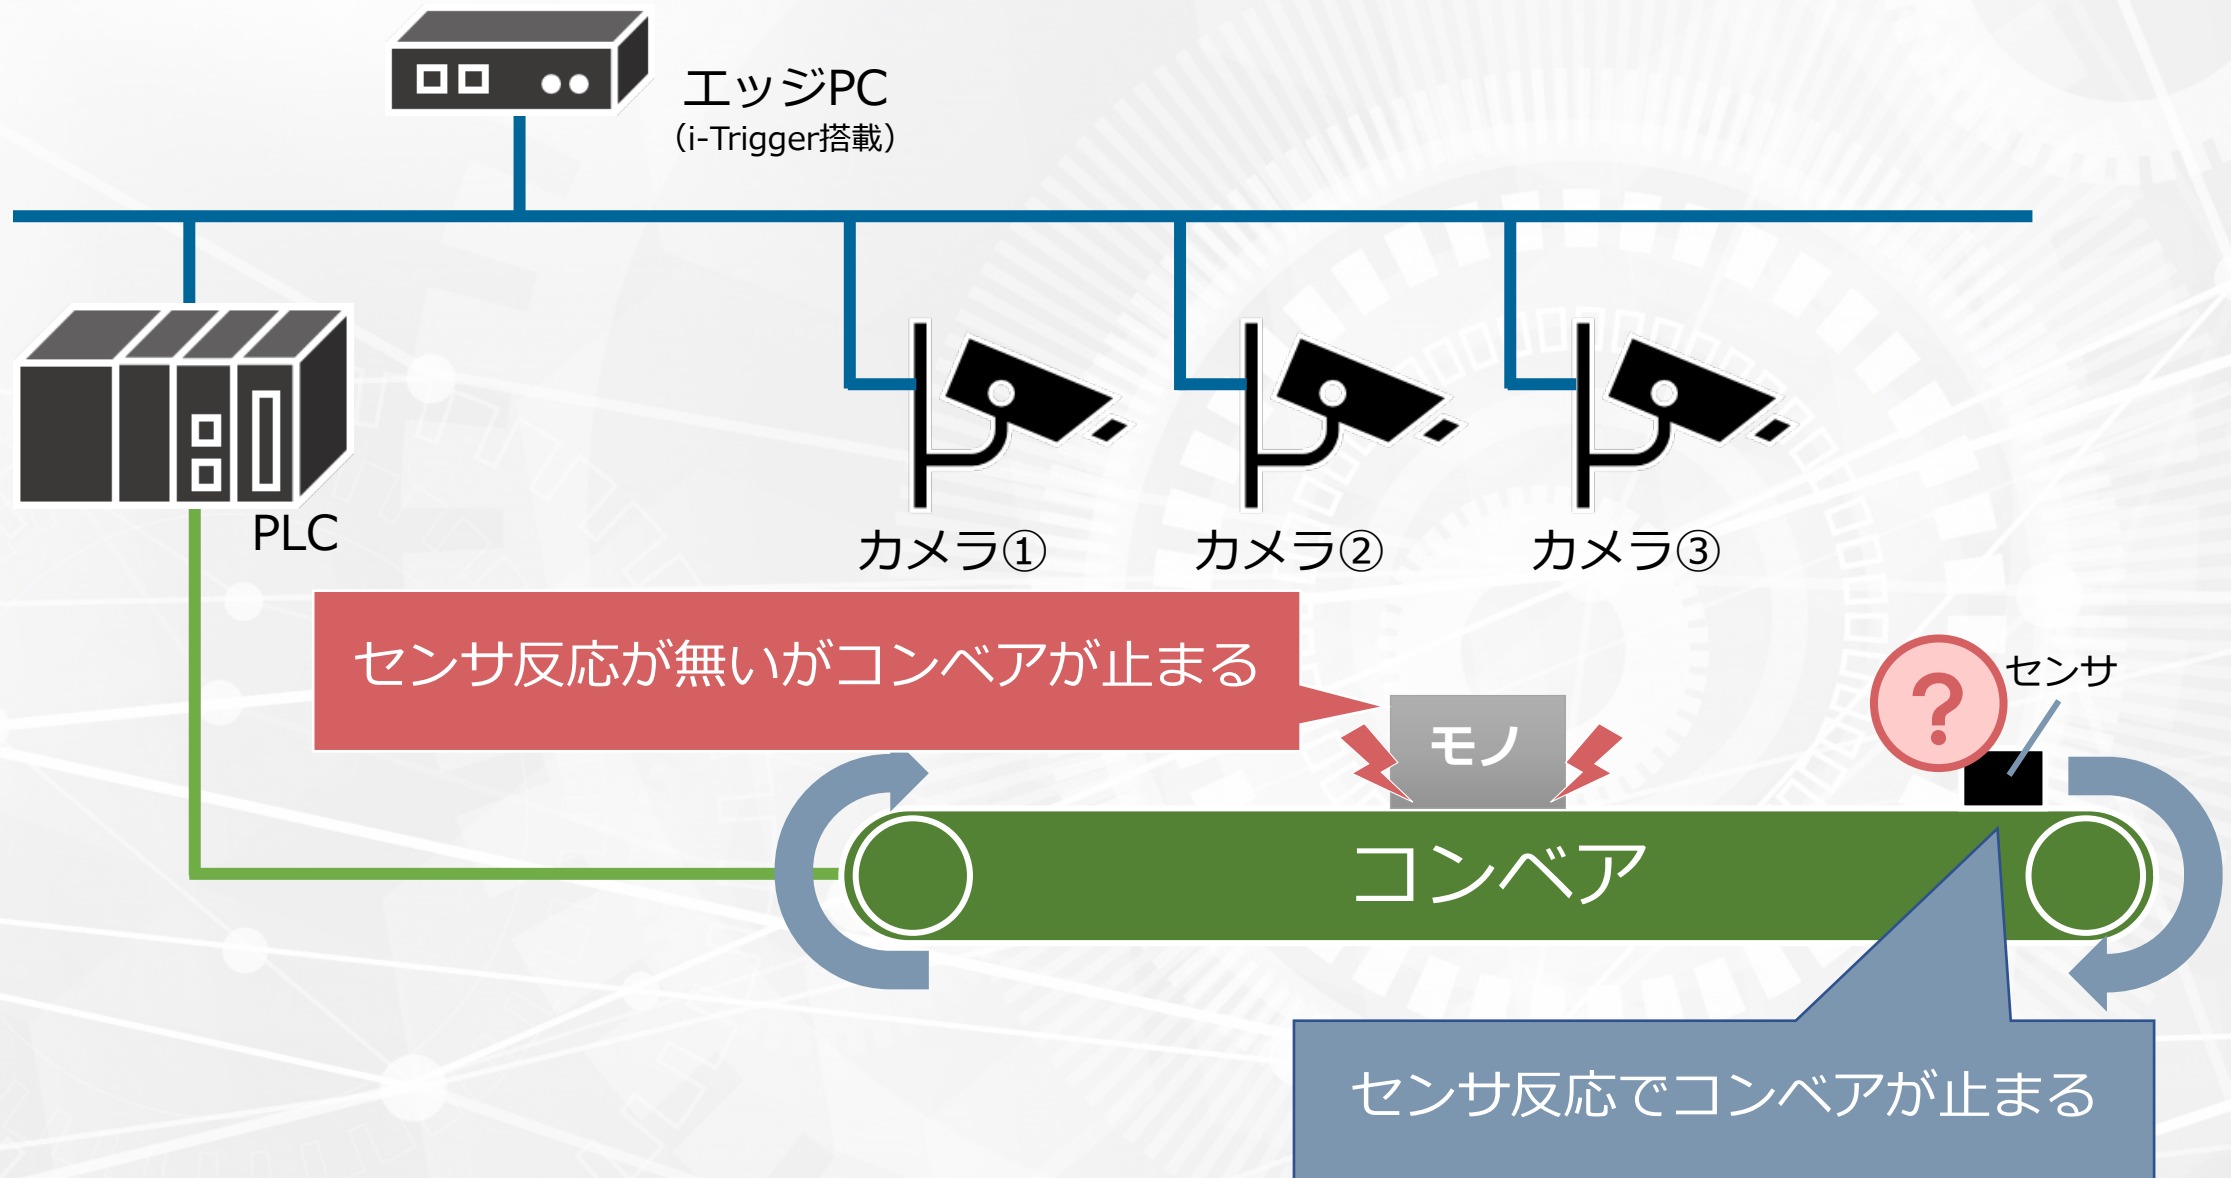 エッジPC
（i-Trigger搭載）
PLC
カメラ①
カメラ②
カメラ③
センサ反応が無いがコンベアが止まる
?
センサ
モノ
コンベア
センサ反応でコンベアが止まる